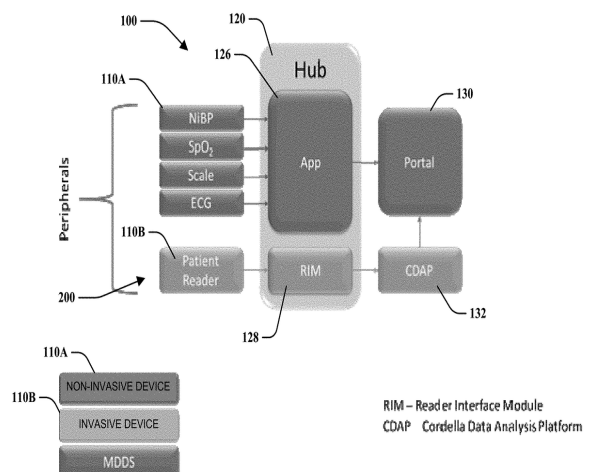 100
120
Hub
126
110A
130
NiBP
SpO₂
Scale
ECG
App
Portal
Peripherals
110B
Patient
Reader
RIM
CDAP
200
128
132
110A
NON-INVASIVE DEVICE
110B
INVASIVE DEVICE
MDDS
RIM – Reader Interface Module
CDAP Cordella Data Analysis Platform